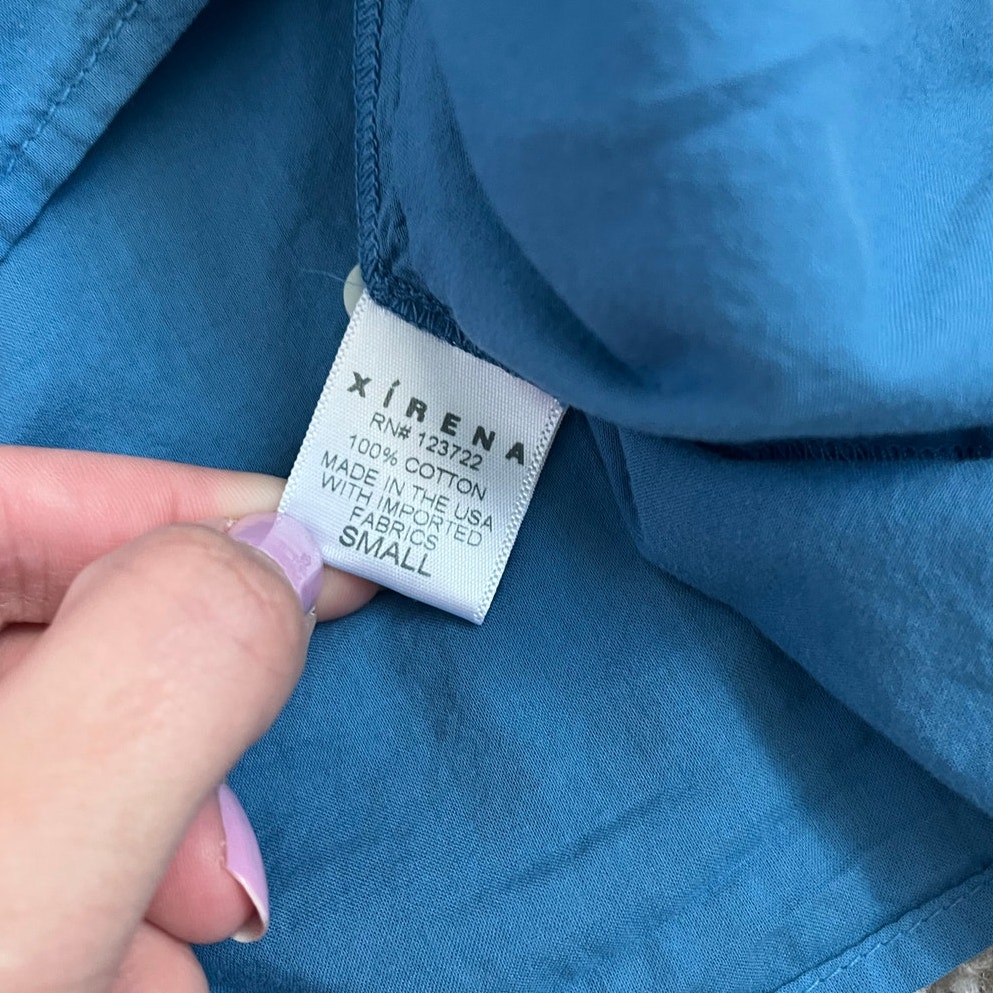 XÍRENA
RN# 123722
100% COTTON
MADE IN THE USA
WITH IMPORTED
FABRICS
SMALL